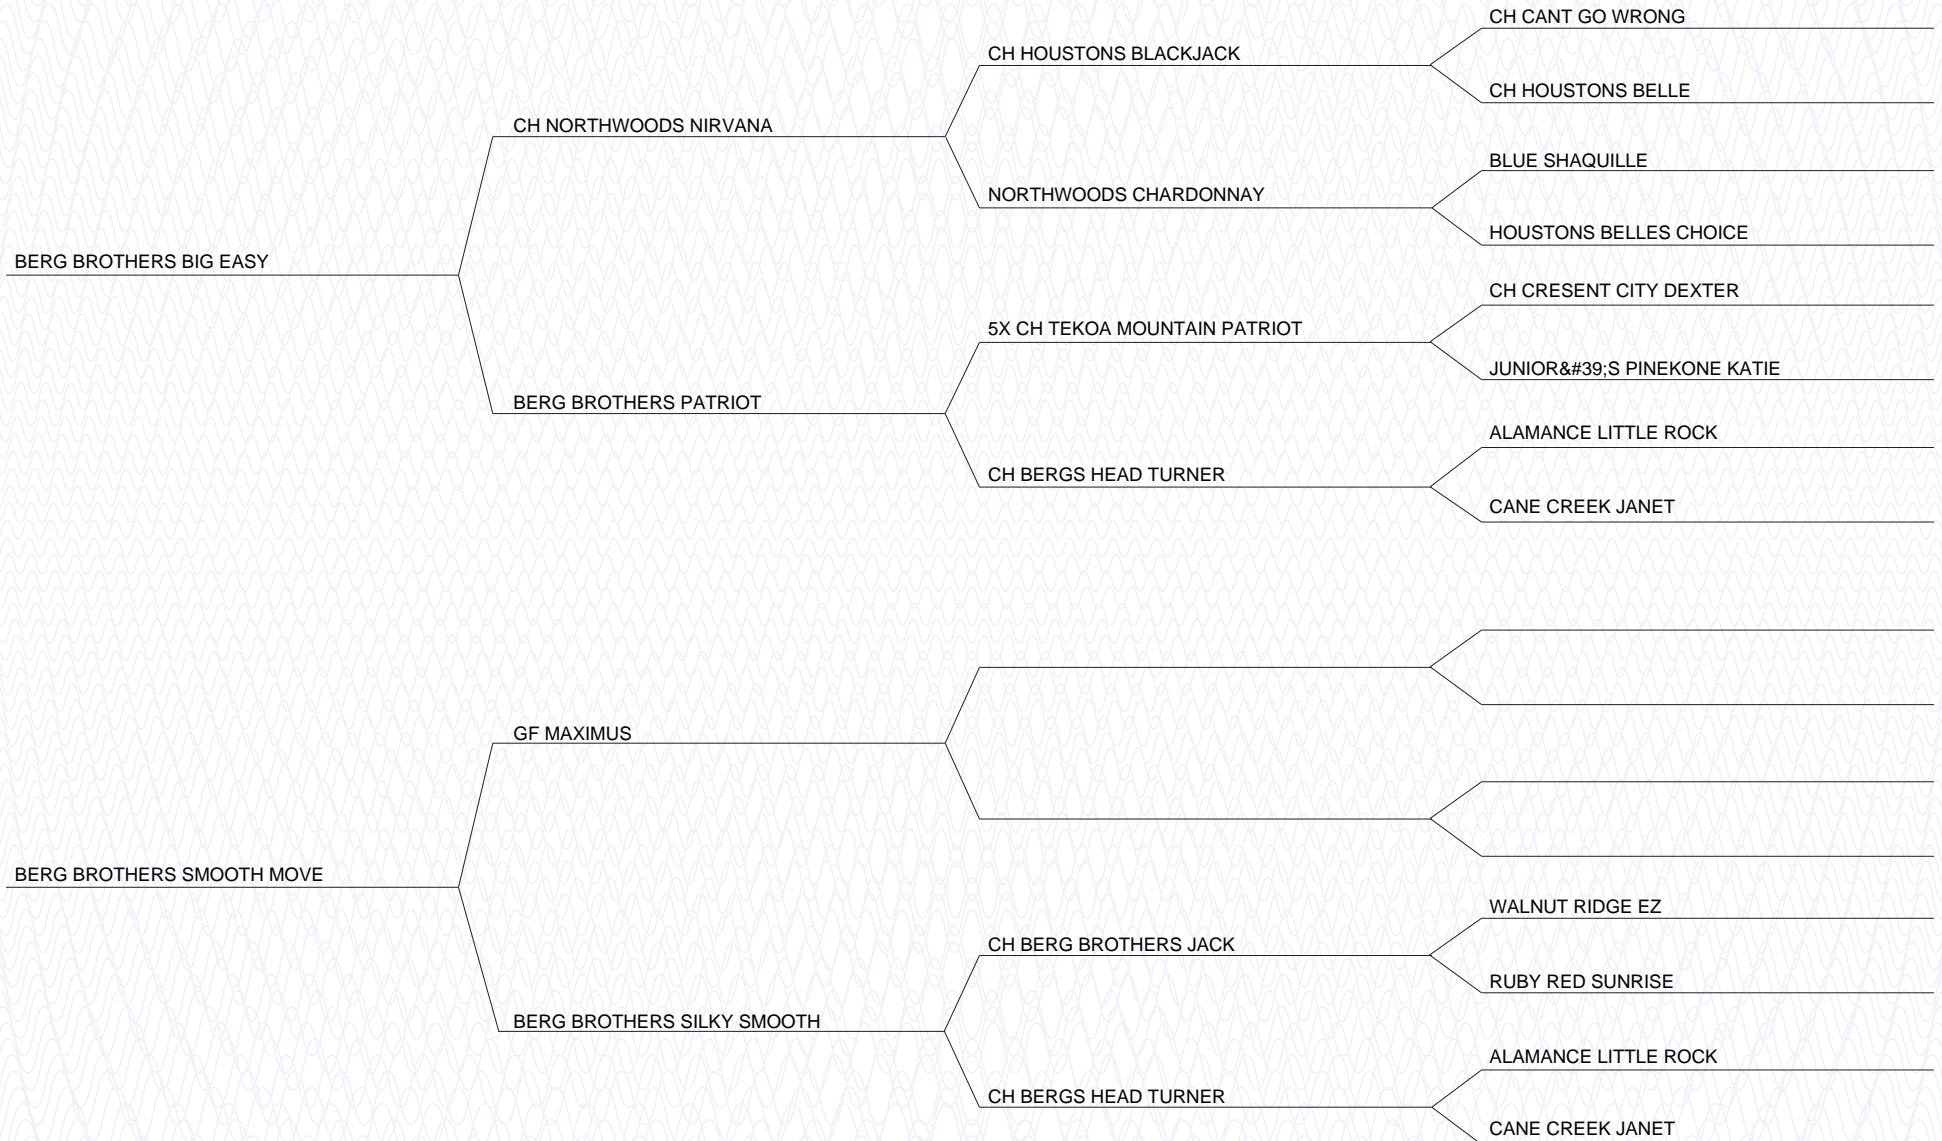 CH CANT GO WRONG
CH HOUSTONS BLACKJACK
CH HOUSTONS BELLE
CH NORTHWOODS NIRVANA
BLUE SHAQUILLE
NORTHWOODS CHARDONNAY
HOUSTONS BELLES CHOICE
BERG BROTHERS BIG EASY
CH CRESENT CITY DEXTER
5X CH TEKOA MOUNTAIN PATRIOT
JUNIOR&#39;S PINEKONE KATIE
BERG BROTHERS PATRIOT
ALAMANCE LITTLE ROCK
CH BERGS HEAD TURNER
CANE CREEK JANET
GF MAXIMUS
BERG BROTHERS SMOOTH MOVE
WALNUT RIDGE EZ
CH BERG BROTHERS JACK
RUBY RED SUNRISE
BERG BROTHERS SILKY SMOOTH
ALAMANCE LITTLE ROCK
CH BERGS HEAD TURNER
CANE CREEK JANET